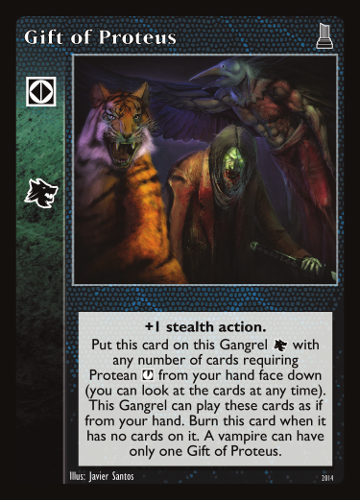 Gift of Proteus
+1 stealth action.
Put this card on this Gangrel with
any number of cards requiring
Protean from your hand face down
(you can look at the cards at any time).
This Gangrel can play these cards as if
from your hand. Burn this card when it
has no cards on it. A vampire can have
only one Gift of Proteus.
Illus: Javier Santos
2014